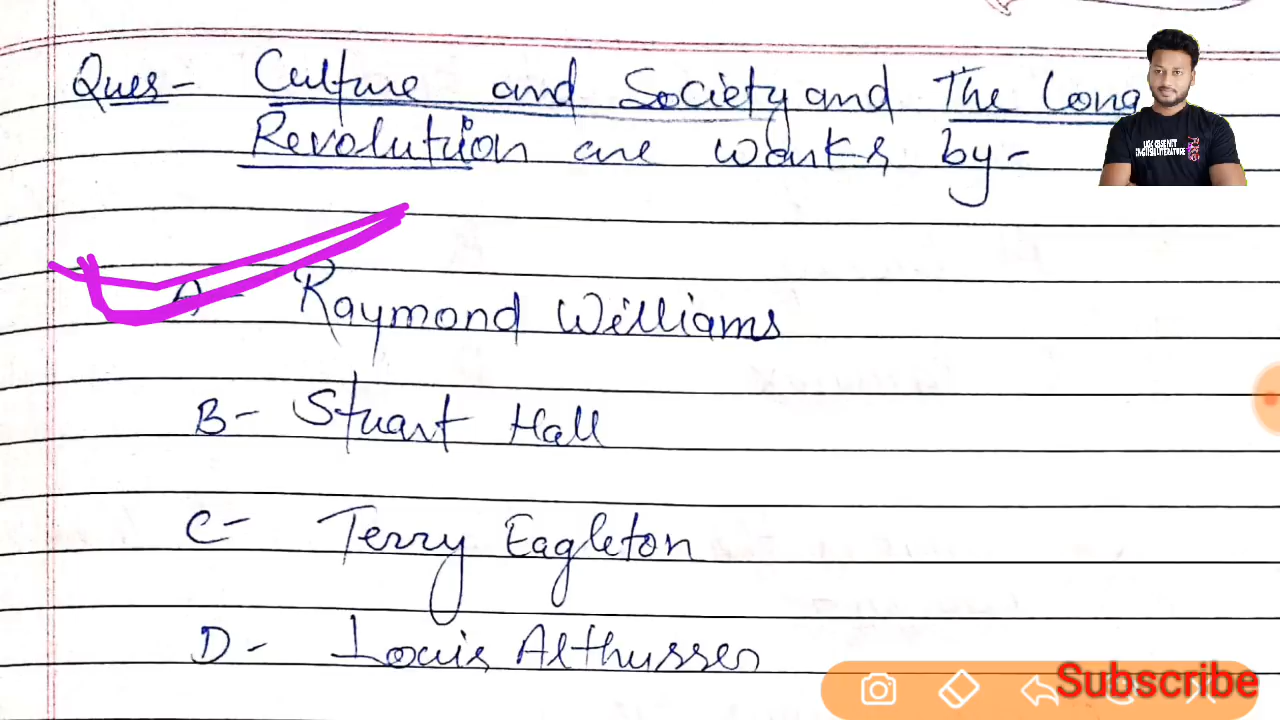 Ques - Culture and Society and The Long
Revolution are works by -
A - Raymond Williams
B - Stuart Hall
C - Terry Eagleton
D - Louis Althusser
Subscribe